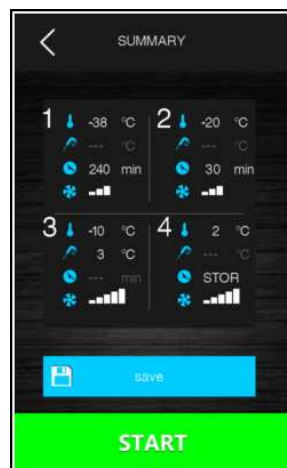 SUMMARY
1 -38 °C 2 -20 °C
--- °C --- °C
240 min 30 min
3 -10 °C 4 2 °C
3 °C --- °C
--- min STOR
save
START